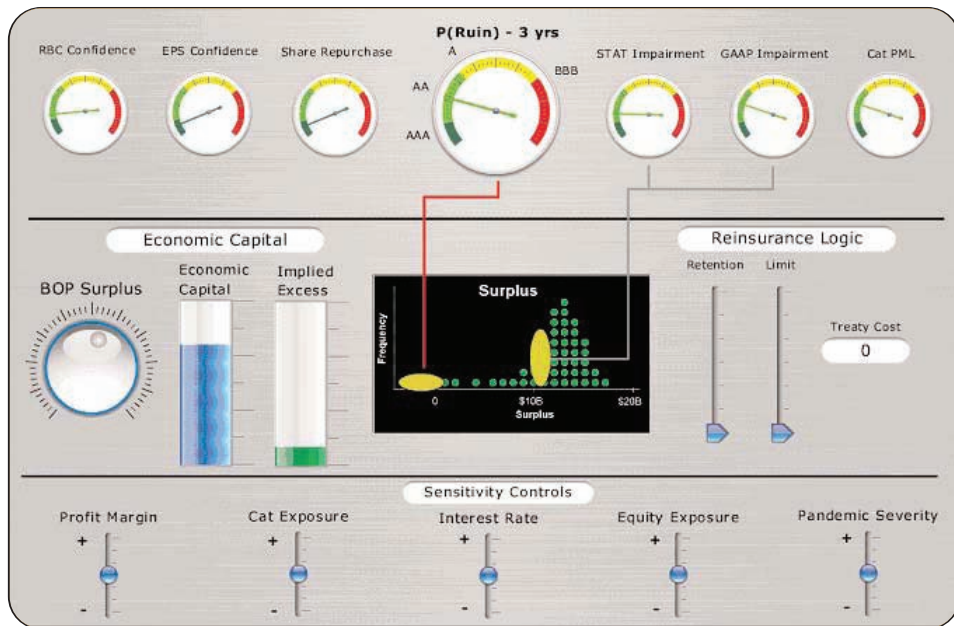 P(Ruin) - 3 yrs
RBC Confidence
EPS Confidence
Share Repurchase
A
BBB
AA
AAA
STAT Impairment
GAAP Impairment
Cat PML
Economic Capital
Reinsurance Logic
BOP Surplus
Economic
Capital
Implied
Excess
Surplus
Frequency
0
$10B
$20B
Surplus
Retention
Limit
Treaty Cost
0
Sensitivity Controls
Profit Margin
+
-
Cat Exposure
+
-
Interest Rate
+
-
Equity Exposure
+
-
Pandemic Severity
+
-